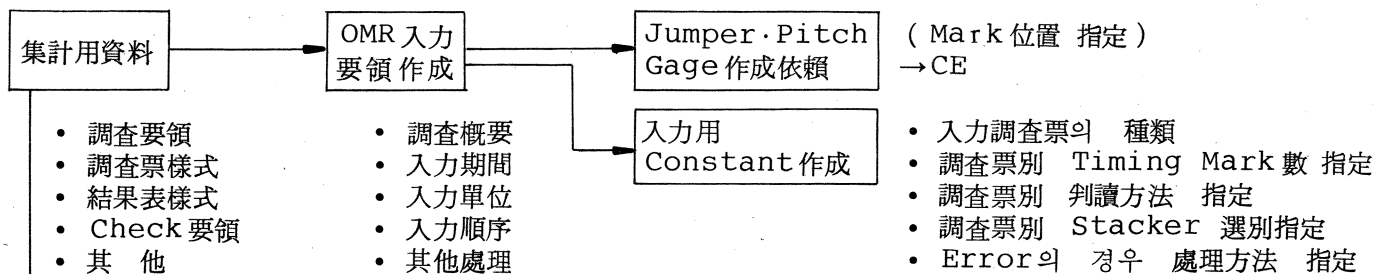 集計用資料
• 調査要領
• 調査票樣式
• 結果表樣式
• Check要領
• 其 他
OMR入力
要領作成
• 調査槪要
• 入力期間
• 入力單位
• 入力順序
• 其他處理
Jumper·Pitch
Gage作成依賴
(Mark位置 指定)
→CE
入力用
Constant作成
• 入力調査票의 種類
• 調査票別 Timing Mark數 指定
• 調査票別 判讀方法 指定
• 調査票別 Stacker 選別指定
• Error의 경우 處理方法 指定